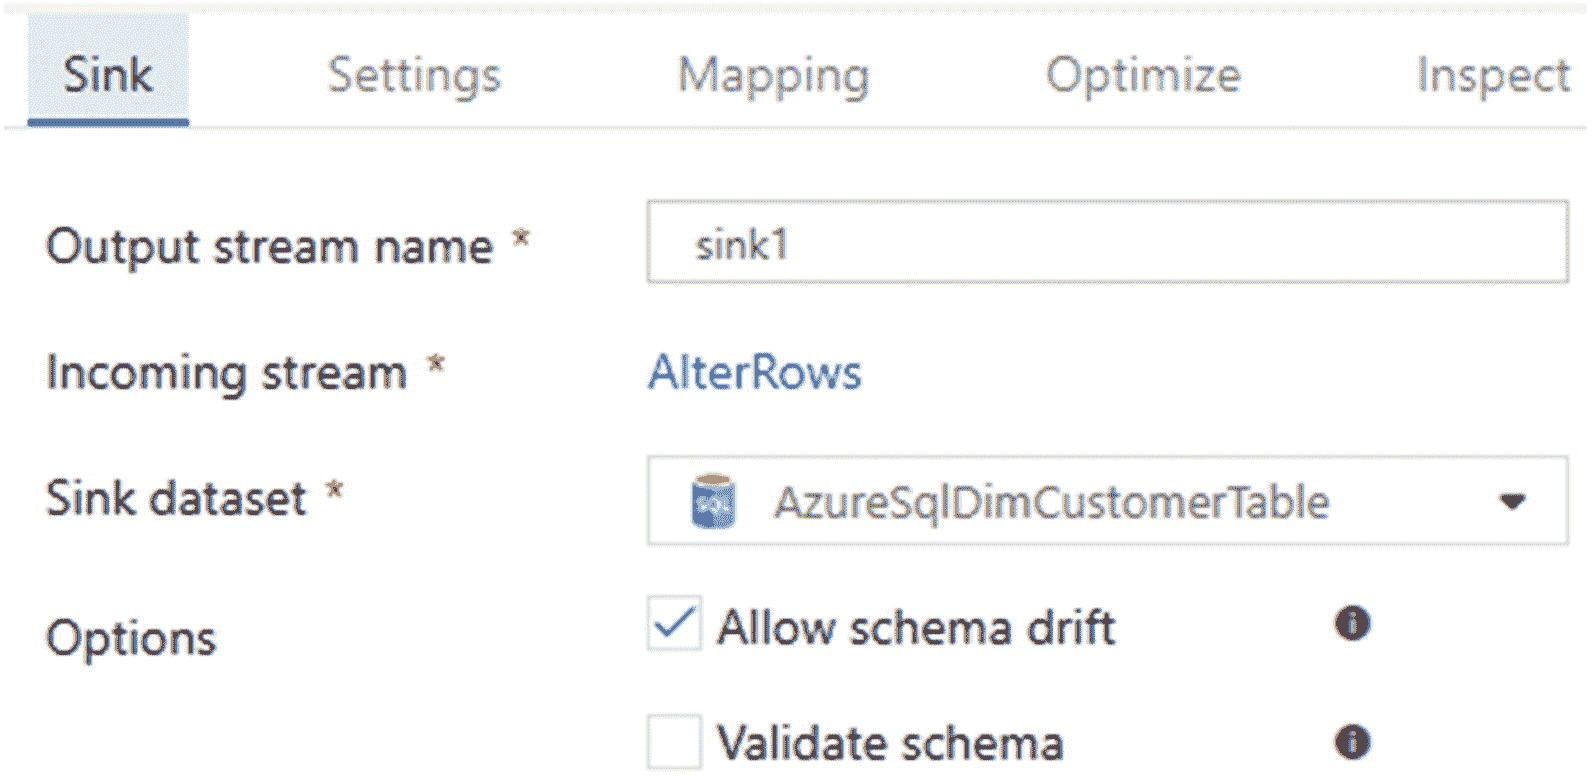 Sink Settings Mapping Optimize Inspect
Output stream name * sink1
Incoming stream * AlterRows
Sink dataset * SQL AzureSqlDimCustomerTable
Options Allow schema drift
Validate schema